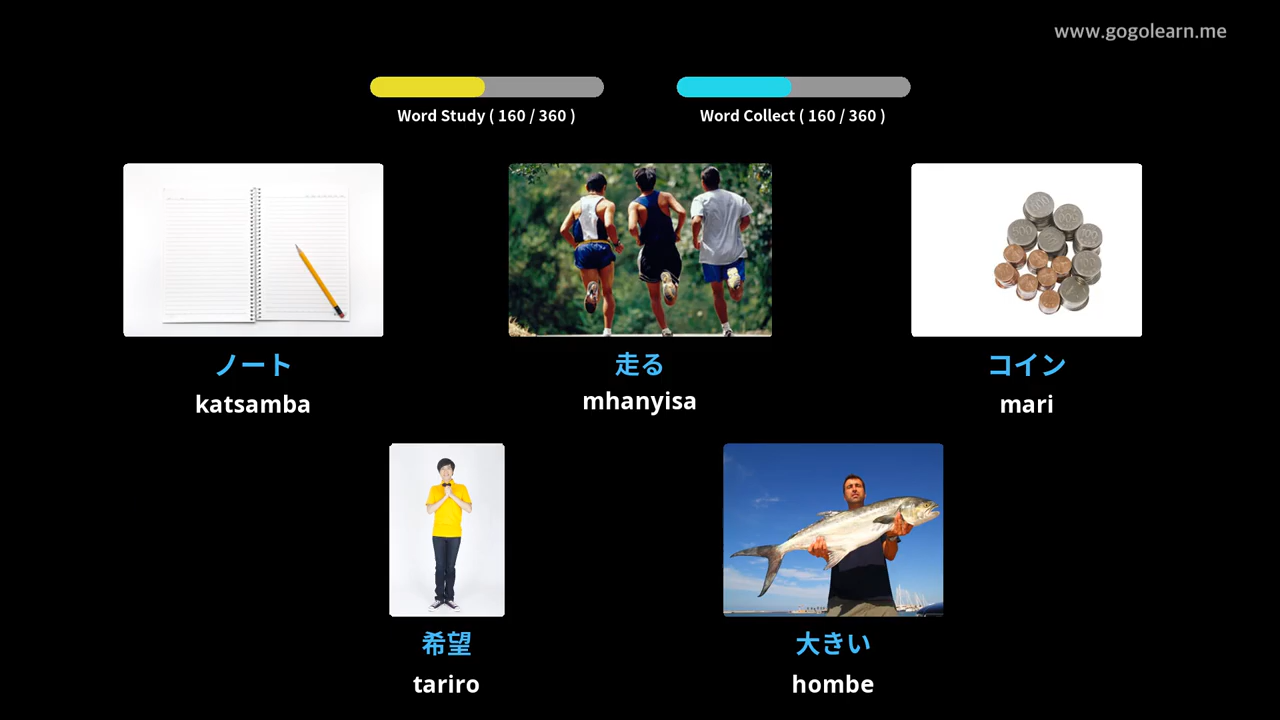 www.gogolearn.me
Word Study ( 160 / 360 )
Word Collect ( 160 / 360 )
ノート
katsamba
走る
mhanyisa
コイン
mari
希望
tariro
大きい
hombe